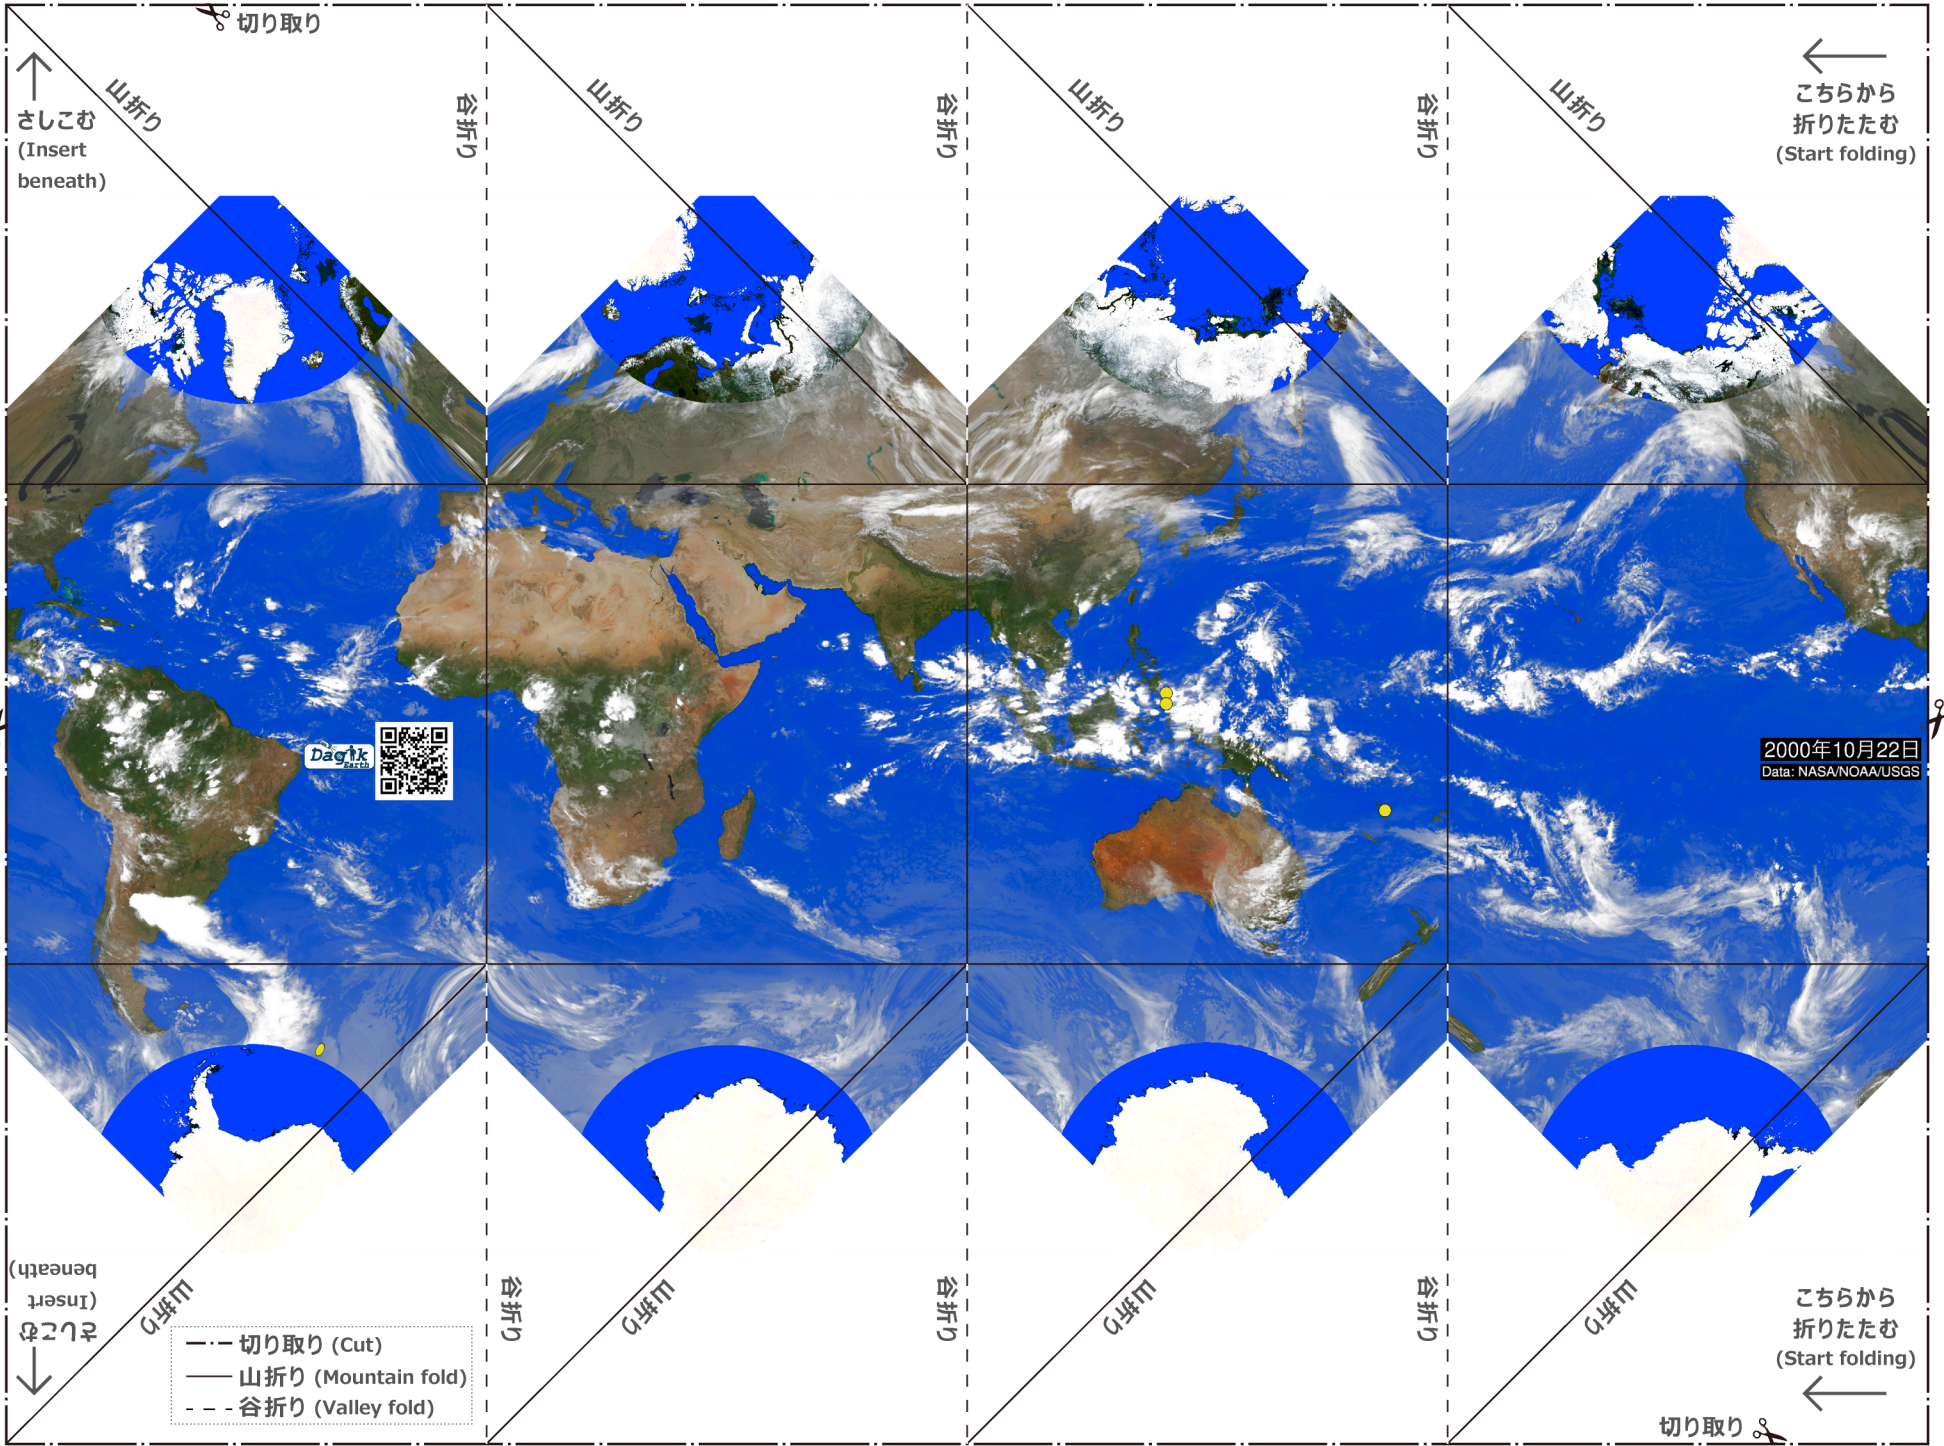 切り取り
山折り
谷折り
山折り
谷折り
山折り
谷折り
山折り
さしこむ
(Insert
beneath)
こちらから
折りたたむ
(Start folding)
Dagik
Earth
2000年10月22日
Data: NASA/NOAA/USGS
さしこむ
(Insert
beneath)
山折り
谷折り
山折り
谷折り
山折り
谷折り
山折り
こちらから
折りたたむ
(Start folding)
切り取り (Cut)
山折り (Mountain fold)
谷折り (Valley fold)
切り取り